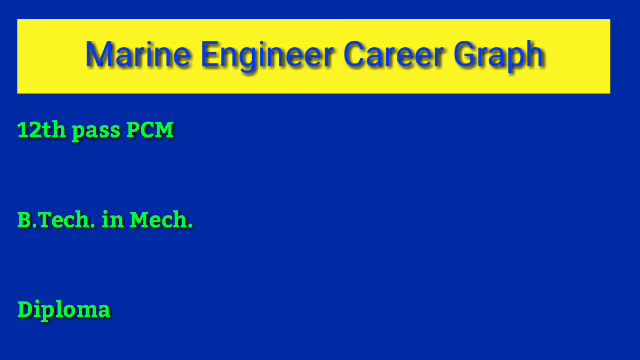 Marine Engineer Career Graph
12th pass PCM
B.Tech. in Mech.
Diploma